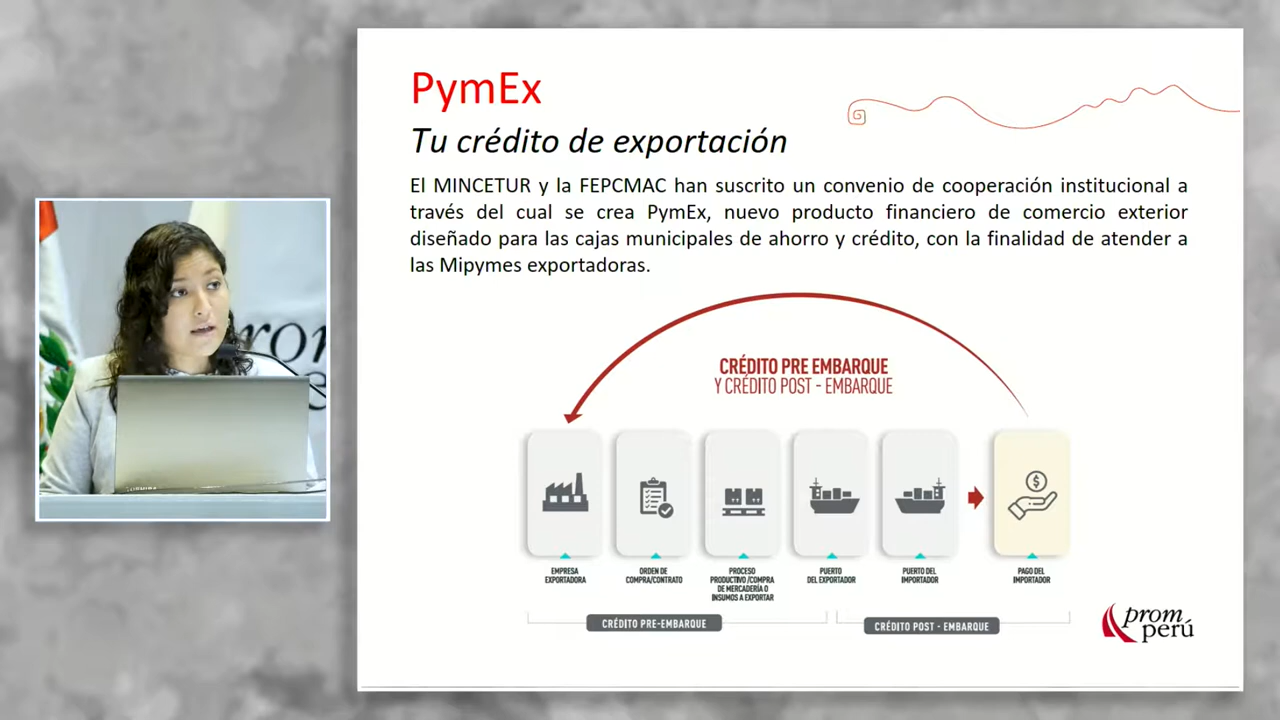 PymEx
Tu crédito de exportación
El MINCETUR y la FEPCMAC han suscrito un convenio de cooperación institucional a
través del cual se crea PymEx, nuevo producto financiero de comercio exterior
diseñado para las cajas municipales de ahorro y crédito, con la finalidad de atender a
las Mipymes exportadoras.
CRÉDITO PRE EMBARQUE
Y CRÉDITO POST - EMBARQUE
EMPRESA
EXPORTADORA
ORDEN DE
COMPRA/CONTRATO
PROCESO
PRODUCTIVO /COMPRA
DE MERCADERÍA O
INSUMOS A EXPORTAR
PUERTO
DEL EXPORTADOR
PUERTO DEL
IMPORTADOR
PAGO DEL
IMPORTADOR
CRÉDITO PRE-EMBARQUE
CRÉDITO POST - EMBARQUE
prom
perú